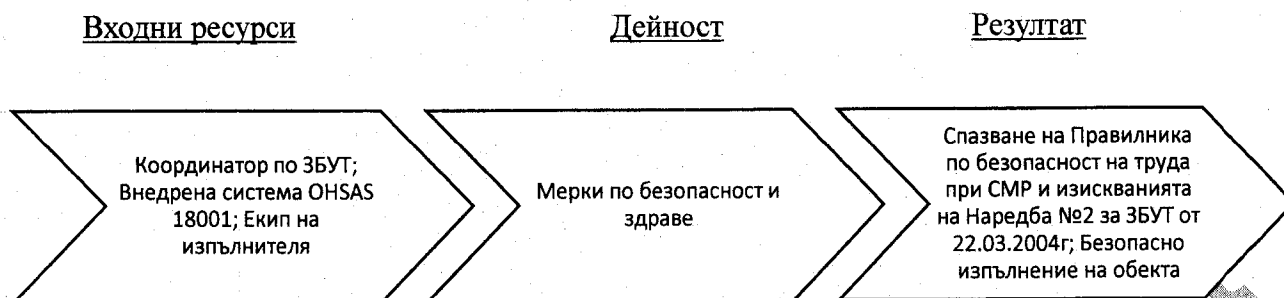 Входни ресурси
Дейност
Резултат
Координатор по ЗБУТ;
Внедрена система OHSAS
18001; Екип на
изпълнителя
Мерки по безопасност и
здраве
Спазване на Правилника
по безопасност на труда
при СМР и изискванията
на Наредба №2 за ЗБУТ от
22.03.2004г; Безопасно
изпълнение на обекта